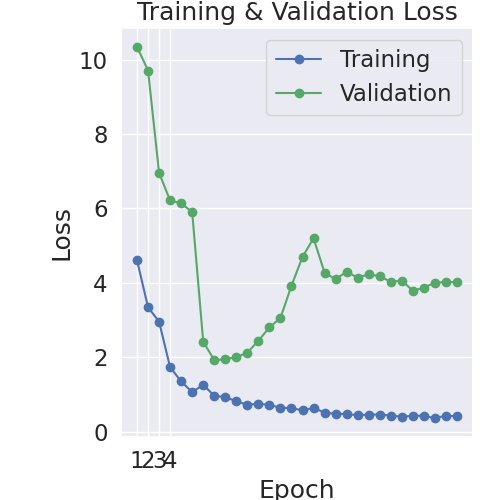 Training & Validation Loss
Training
Validation
Loss
10
8
6
4
2
0
1234
Epoch